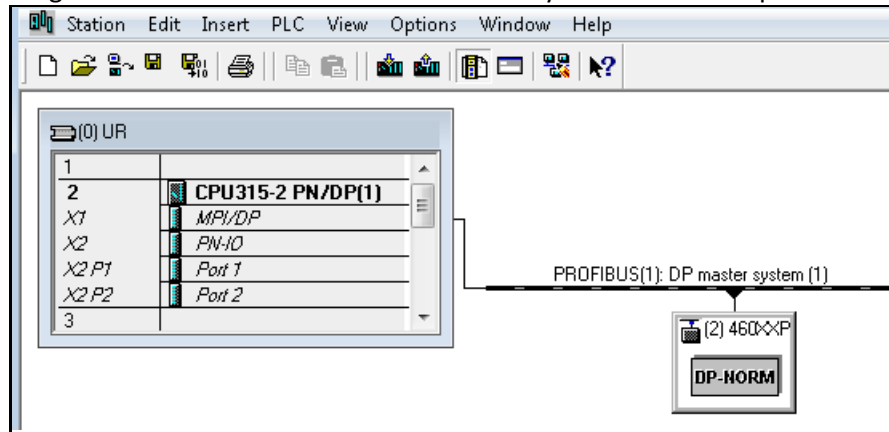 Station Edit Insert PLC View Options Window Help
(0) UR
1
2 CPU315-2 PN/DP(1)
X1 MPI/DP
X2 PN-IO
X2 P1 Port 1
X2 P2 Port 2
3
PROFIBUS(1): DP master system (1)
(2) 460XXP
DP-NORM